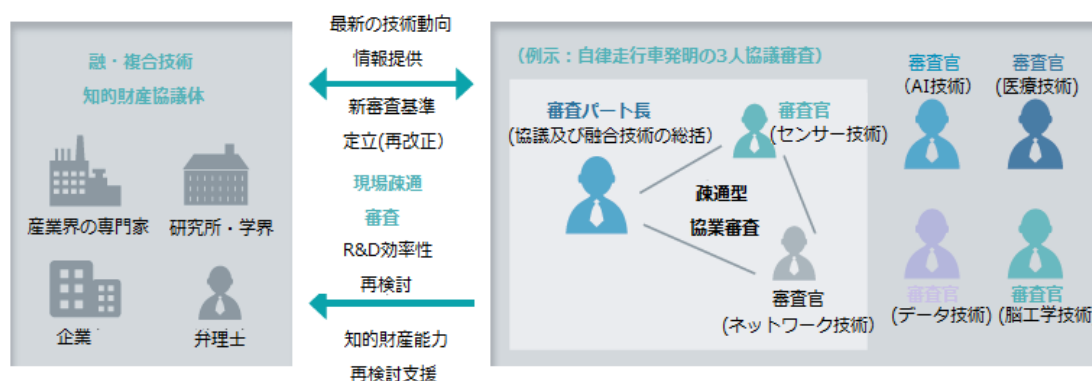 融・複合技術
知的財産協議体
産業界の専門家
研究所・学界
企業
弁理士
最新の技術動向
情報提供
新審査基準
定立(再改正)
現場疎通
審査
R&D効率性
再検討
知的財産能力
再検討支援
(例示：自律走行車発明の3人協議審査)
審査パート長
(協議及び融合技術の総括)
審査官
(センサー技術)
疎通型
協業審査
審査官
(ネットワーク技術)
審査官
(AI技術)
審査官
(医療技術)
審査官
(データ技術)
審査官
(脳工学技術